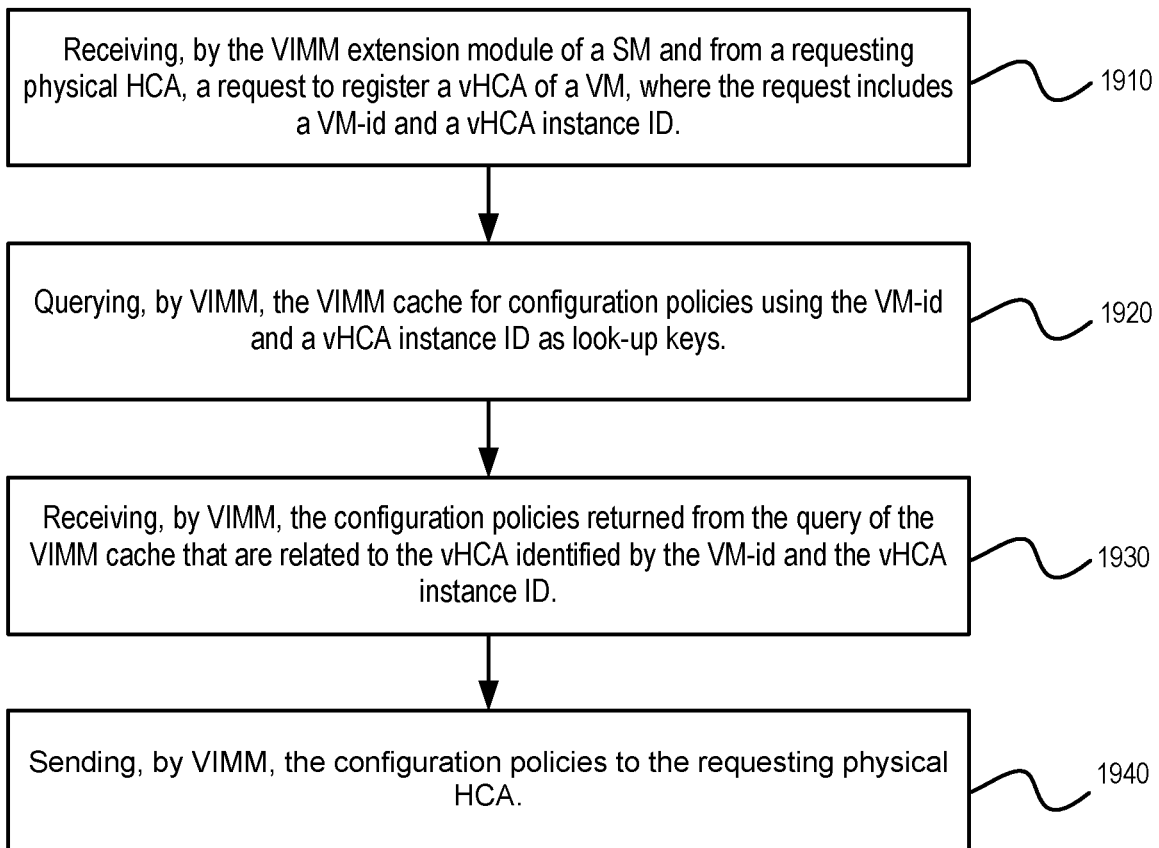 Receiving, by the VIMM extension module of a SM and from a requesting
physical HCA, a request to register a vHCA of a VM, where the request includes
a VM-id and a vHCA instance ID.
1910
Querying, by VIMM, the VIMM cache for configuration policies using the VM-id
and a vHCA instance ID as look-up keys.
1920
Receiving, by VIMM, the configuration policies returned from the query of the
VIMM cache that are related to the vHCA identified by the VM-id and the vHCA
instance ID.
1930
Sending, by VIMM, the configuration policies to the requesting physical
HCA.
1940